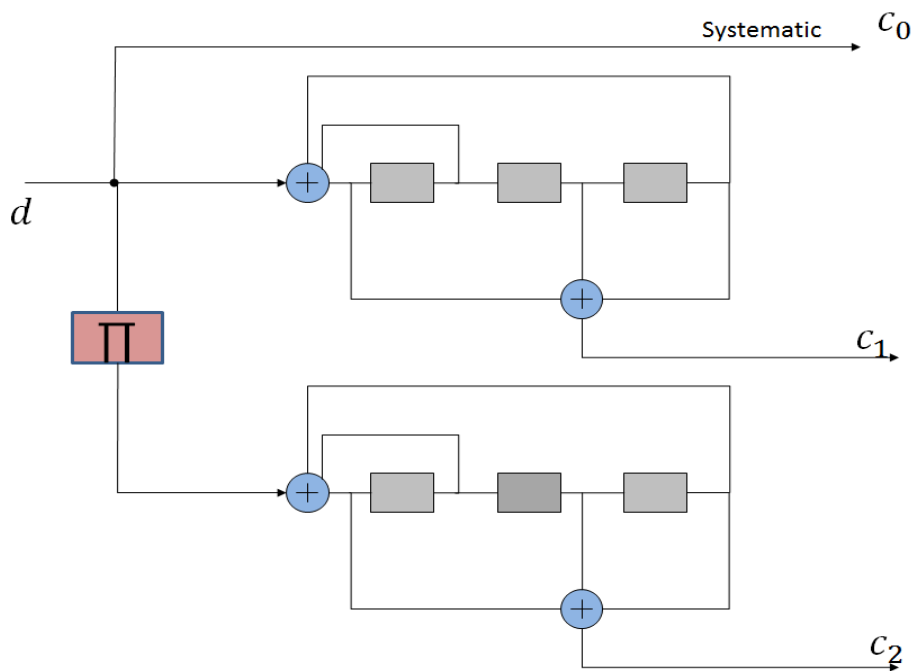 Systematic
c₀
d
+
+
c₁
∏
+
+
c₂